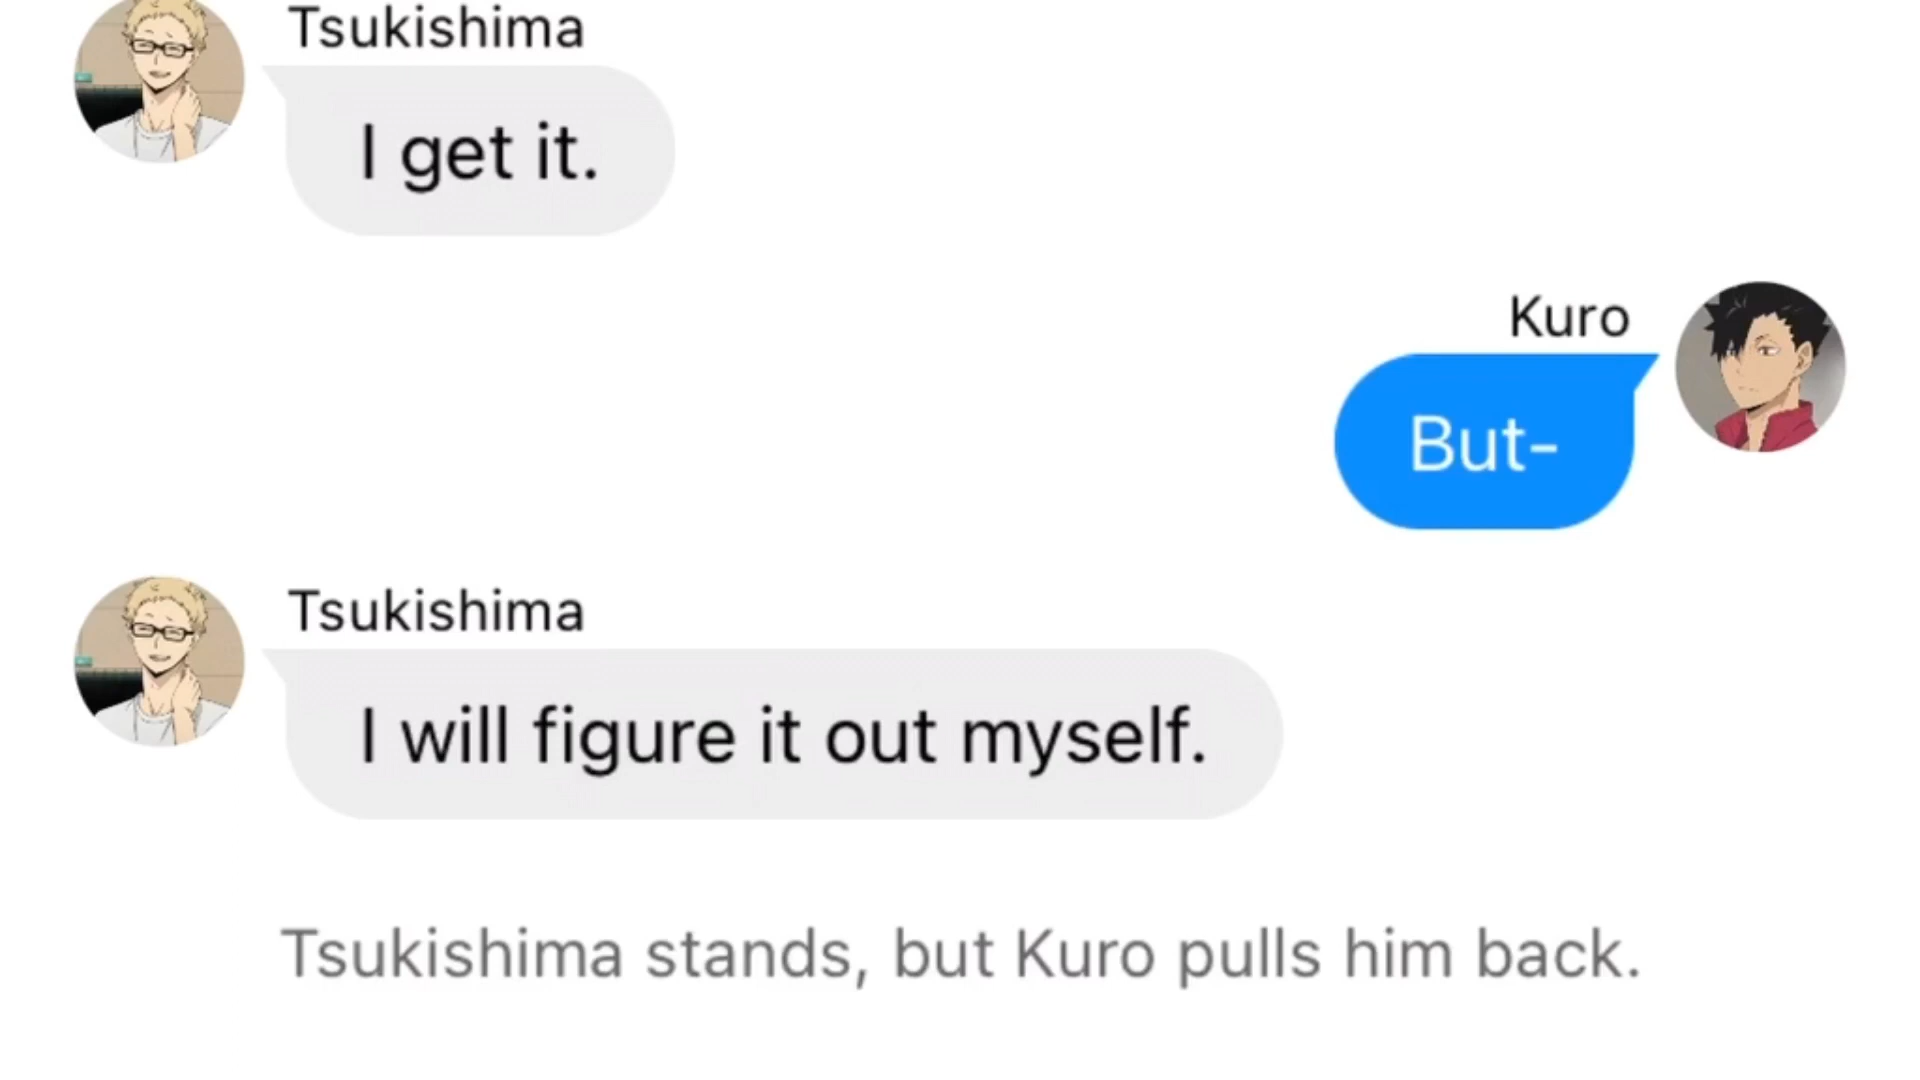 Tsukishima
I get it.
Kuro
But-
Tsukishima
I will figure it out myself.
Tsukishima stands, but Kuro pulls him back.